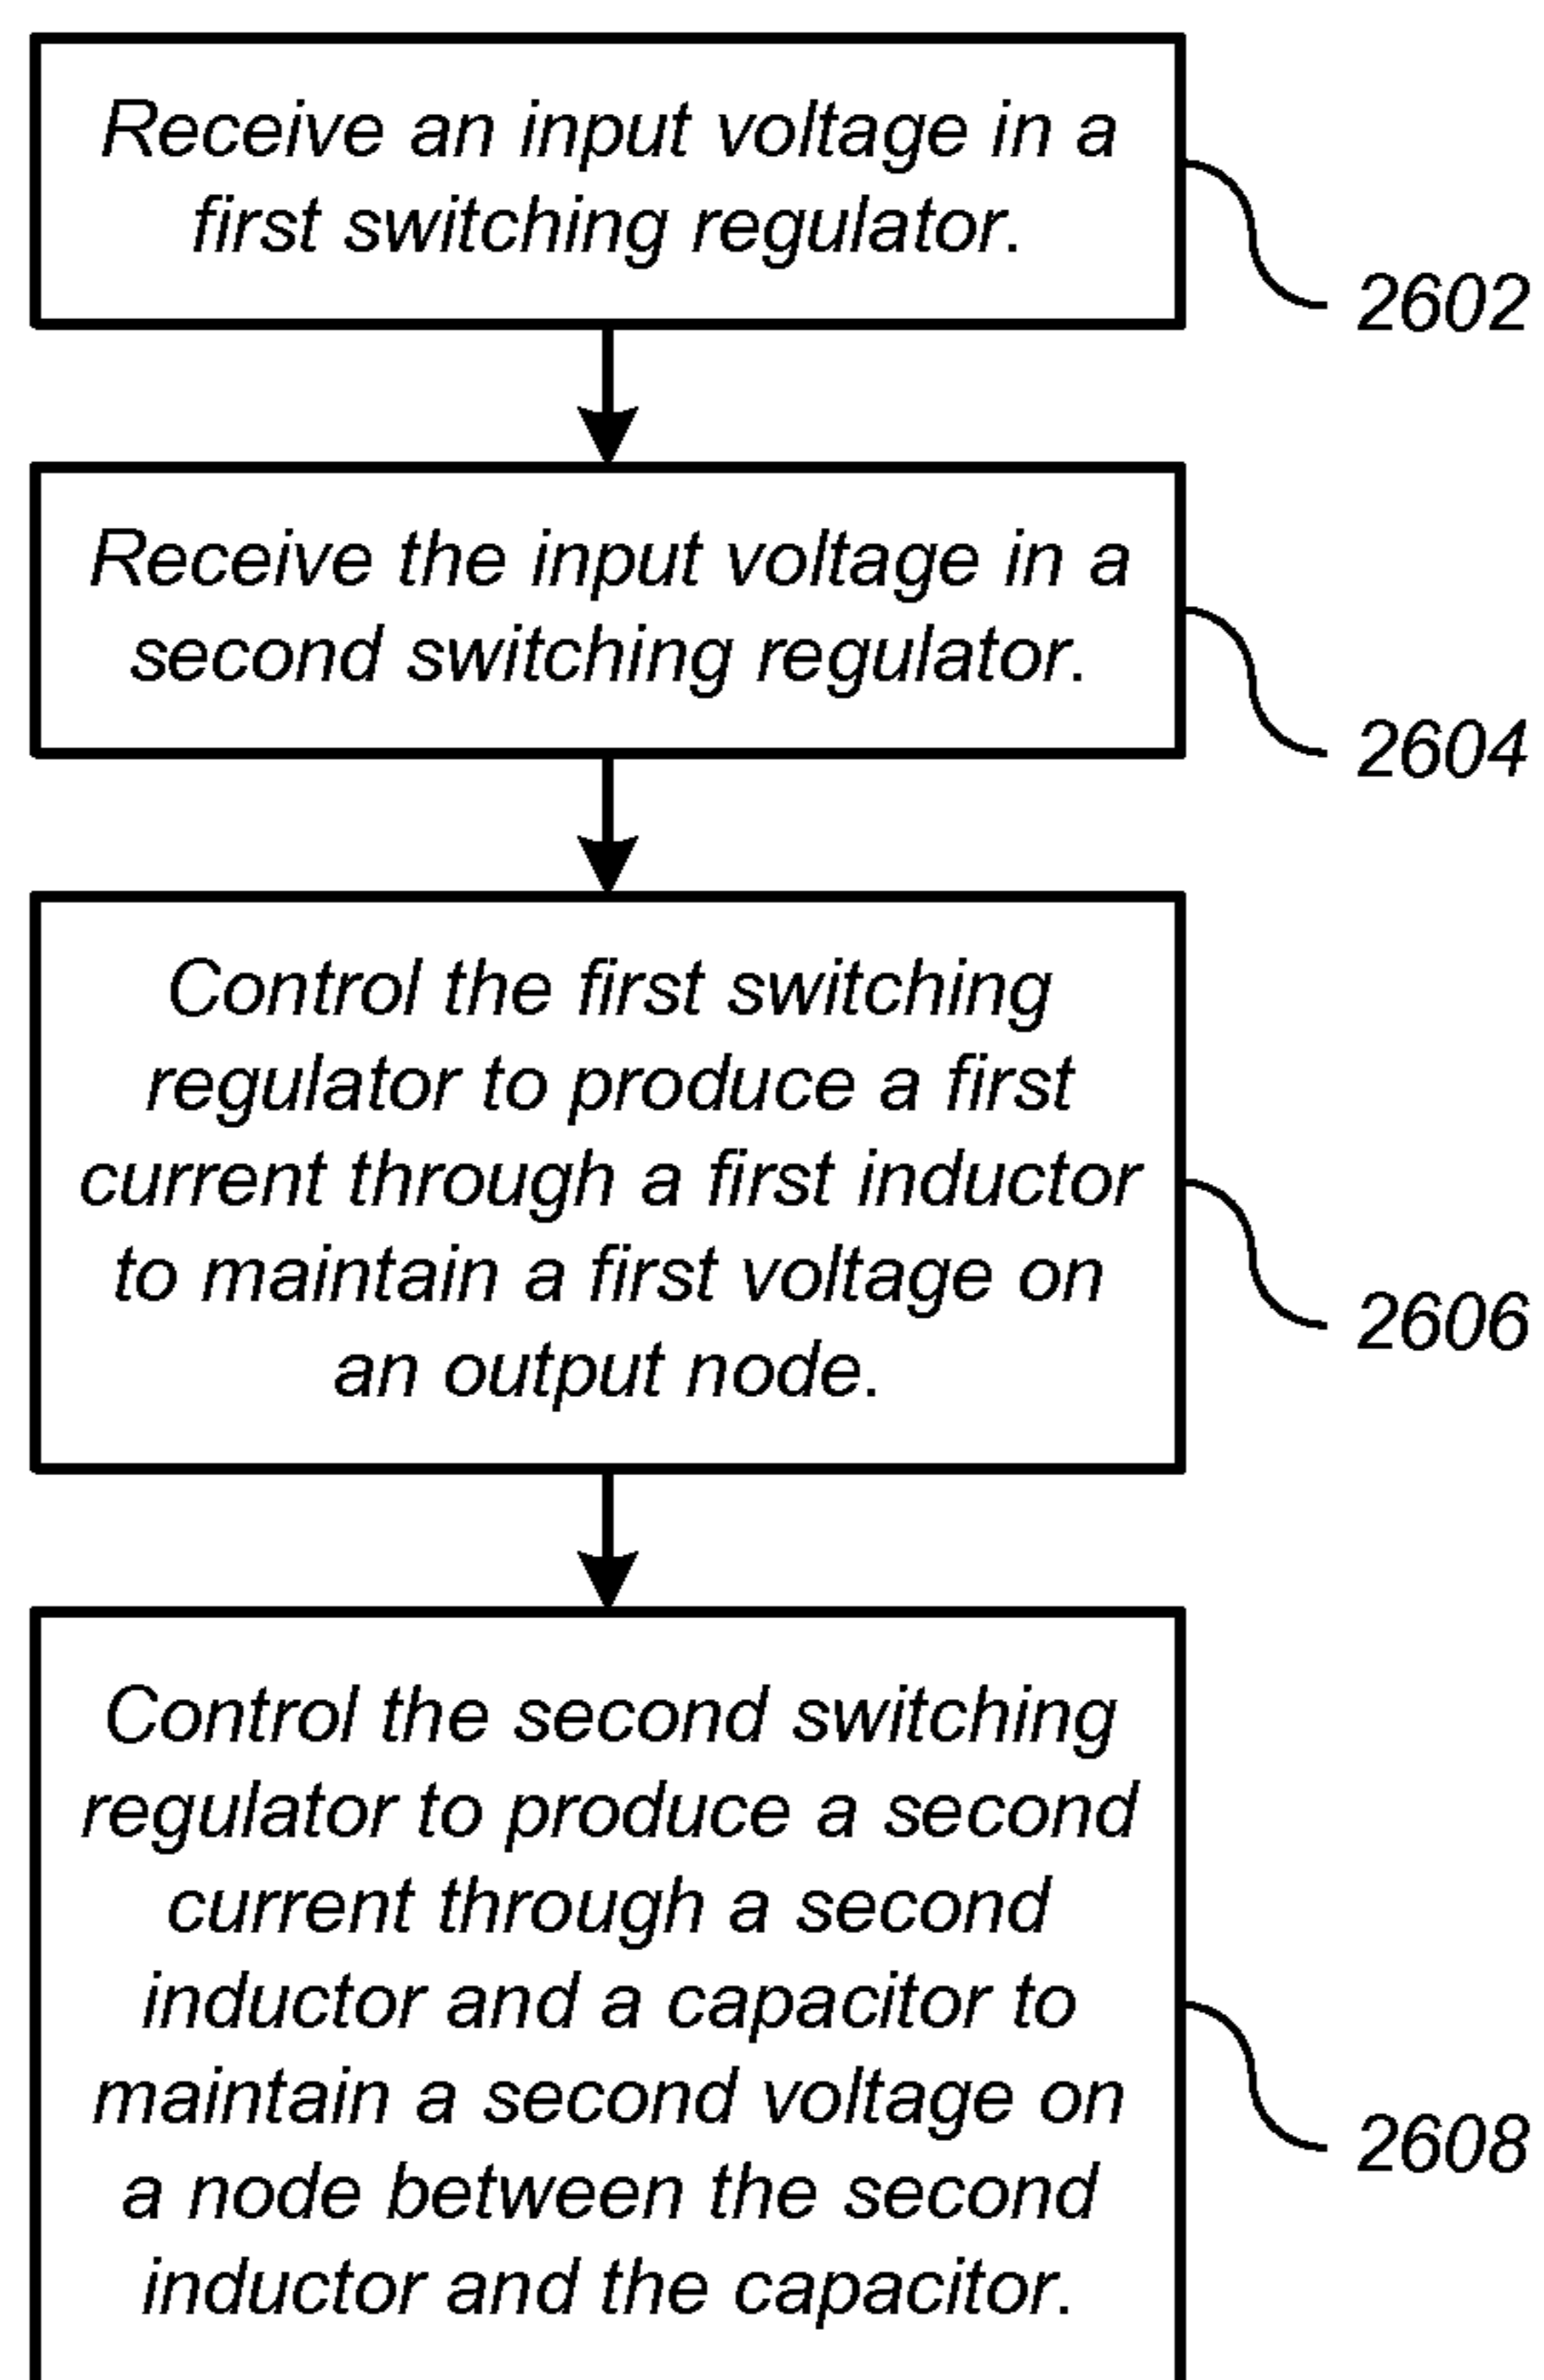 Receive an input voltage in a
first switching regulator.
2602
Receive the input voltage in a
second switching regulator.
2604
Control the first switching
regulator to produce a first
current through a first inductor
to maintain a first voltage on
an output node.
2606
Control the second switching
regulator to produce a second
current through a second
inductor and a capacitor to
maintain a second voltage on
a node between the second
inductor and the capacitor.
2608